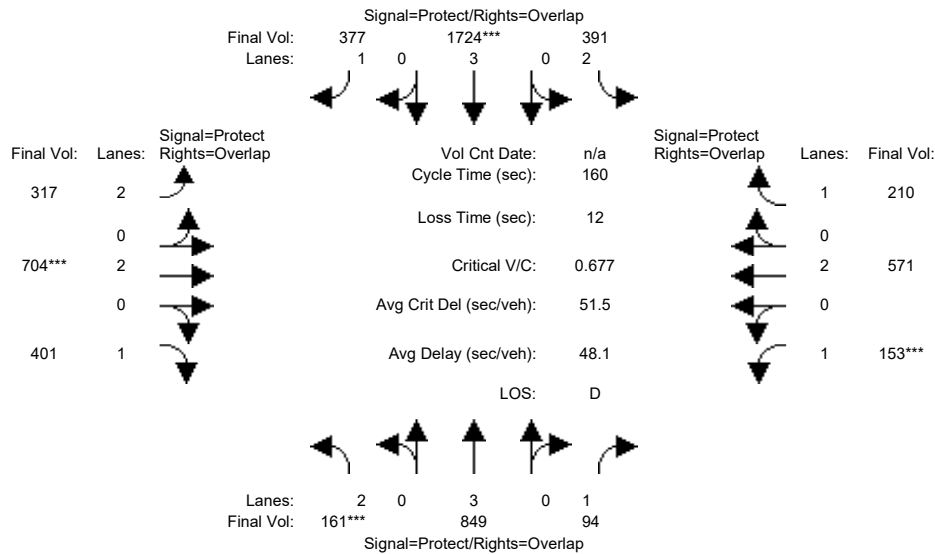 Signal=Protect/Rights=Overlap
Final Vol: 377 1724*** 391
Lanes: 1 0 3 0 2
Signal=Protect
Final Vol: Lanes: Rights=Overlap
Vol Cnt Date: n/a
Signal=Protect
Rights=Overlap Lanes: Final Vol:
Cycle Time (sec): 160
317 2
1 210
Loss Time (sec): 12
0
0
704*** 2
Critical V/C: 0.677
2 571
0
Avg Crit Del (sec/veh): 51.5
0
401 1
Avg Delay (sec/veh): 48.1
1 153***
LOS: D
Lanes: 2 0 3 0 1
Final Vol: 161*** 849 94
Signal=Protect/Rights=Overlap